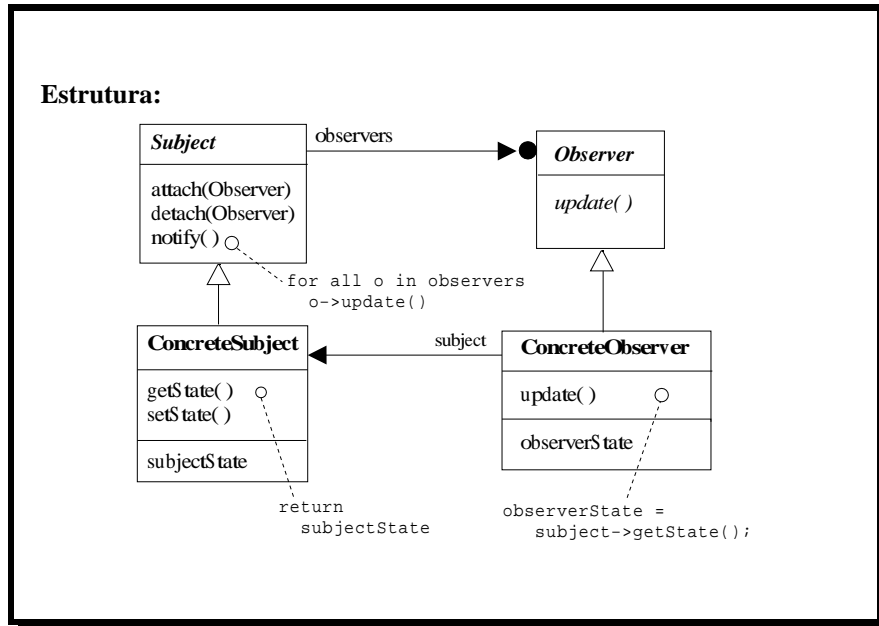 Estrutura:
Subject
observers
Observer
attach(Observer)
detach(Observer)
notify( )
update( )
for all o in observers
o->update()
ConcreteSubject
subject
ConcreteObserver
getState( )
setState( )
update( )
subjectState
observerState
return
subjectState
observerState =
subject->getState();